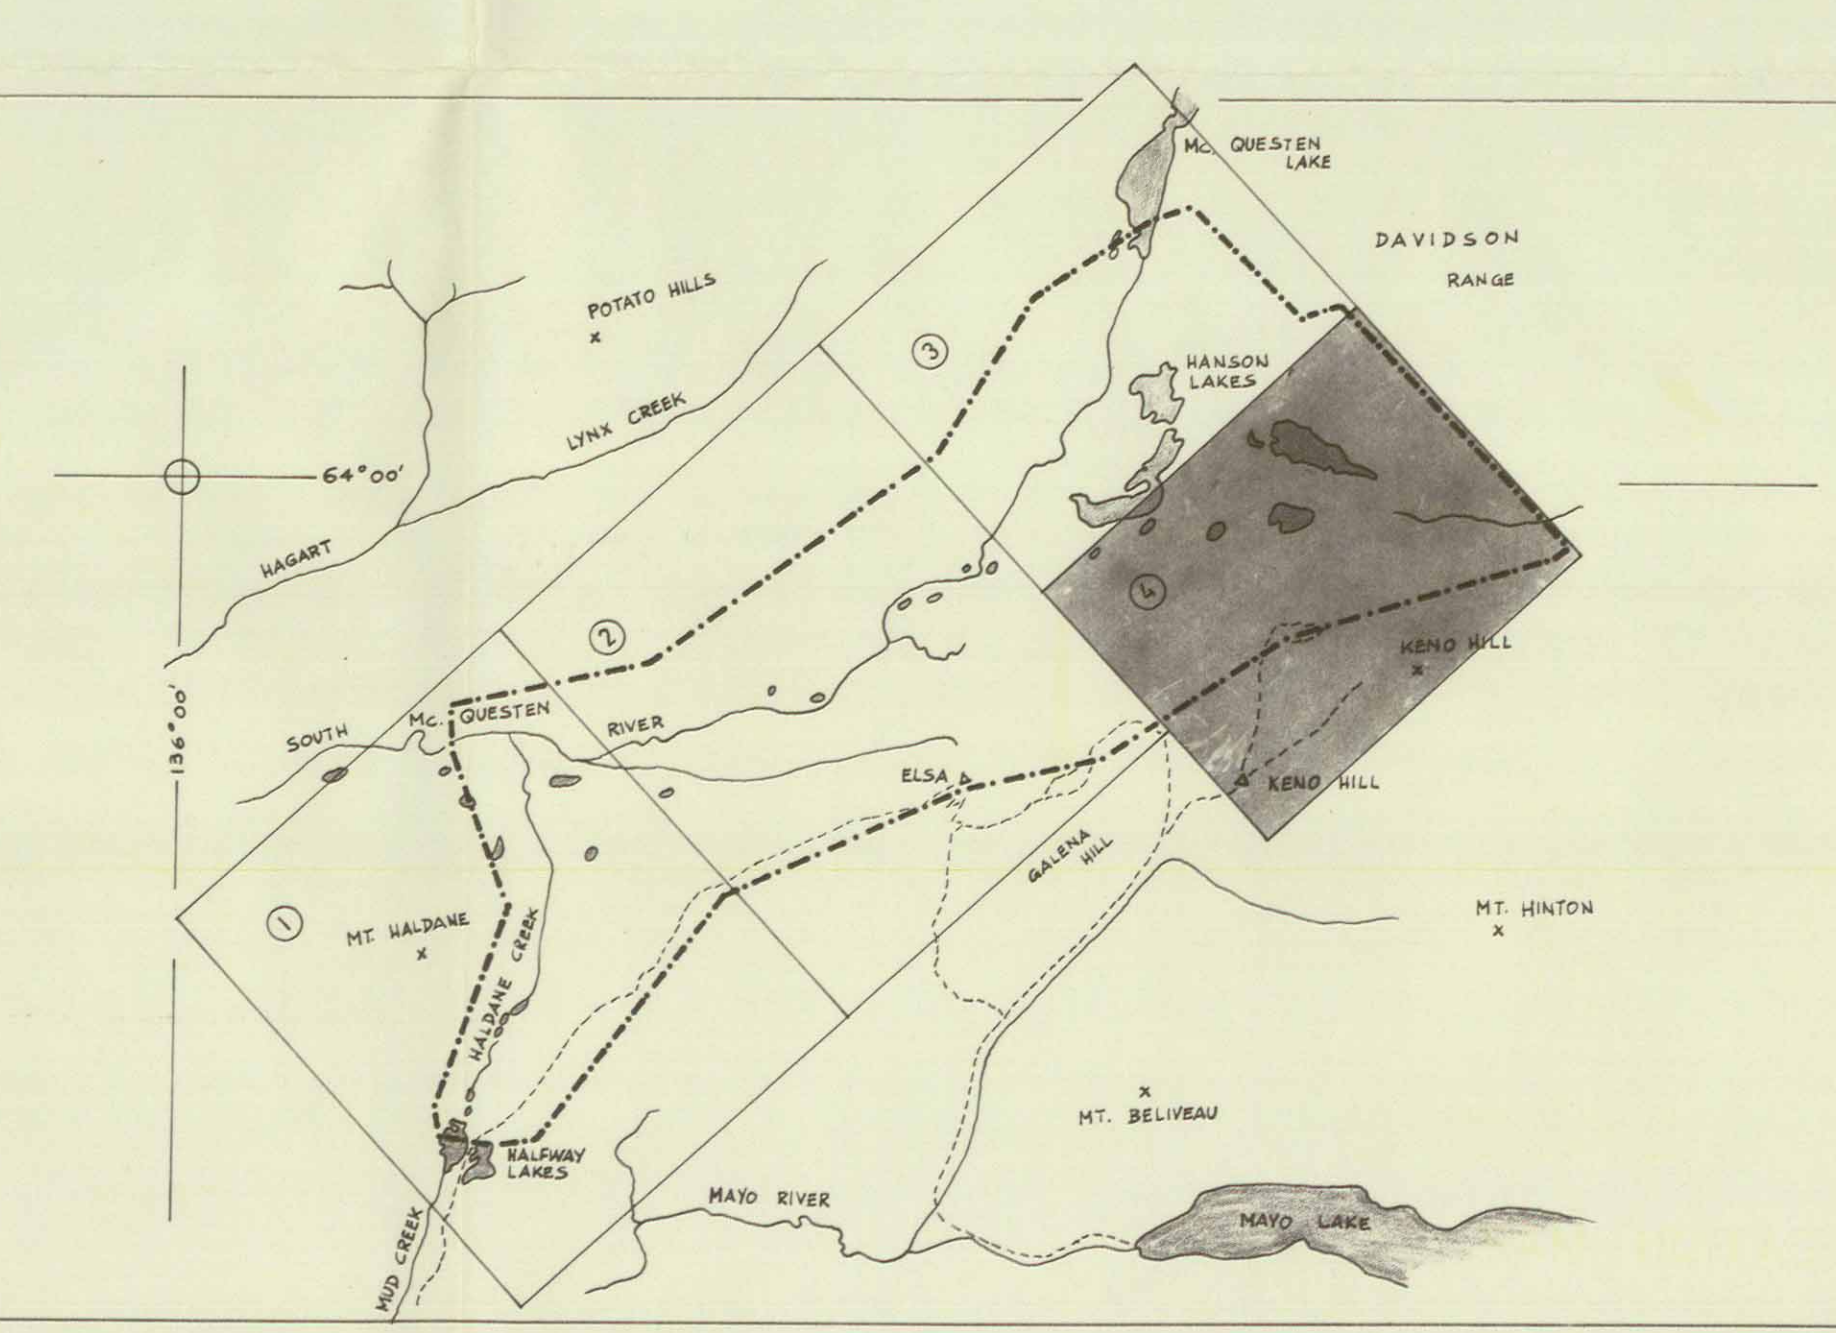 Mc. QUESTEN
LAKE
DAVIDSON
RANGE
POTATO HILLS
x
3
HANSON
LAKES
LYNX CREEK
64°00'
HAGART
4
2
KENO HILL
x
136°00'
Mc. QUESTEN
SOUTH
RIVER
ELSA
KENO HILL
GALENA
HILL
1
MT. HALDANE
x
HALDANE CREEK
MT. HINTON
x
x
MT. BELIVEAU
HALFWAY
LAKES
MAYO RIVER
MAYO LAKE
MUD CREEK